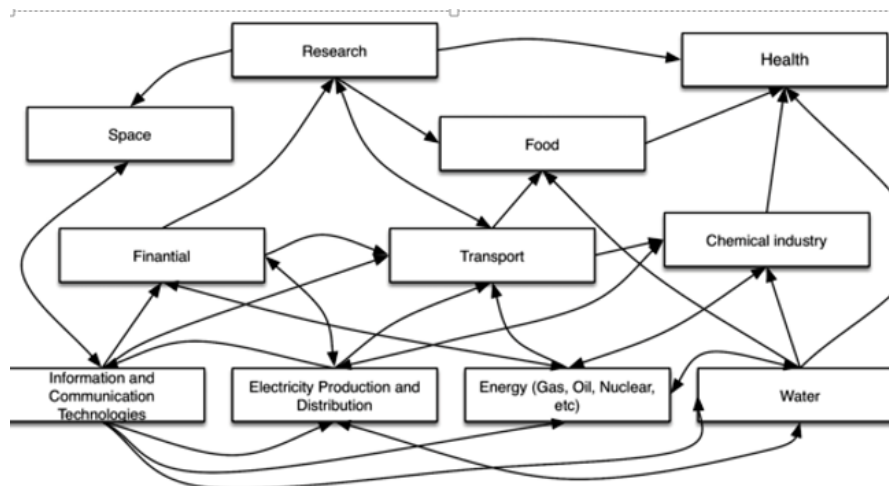 Research
Health
Space
Food
Finantial
Transport
Chemical industry
Information and
Communication
Technologies
Electricity Production and
Distribution
Energy (Gas, Oil, Nuclear,
etc)
Water